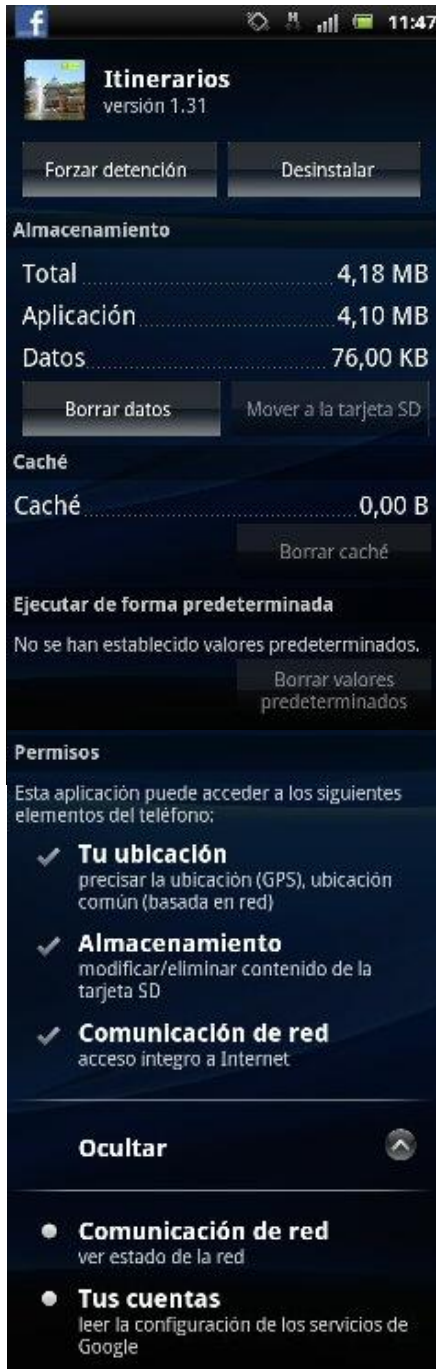 f
11:47
Itinerarios
versión 1.31
Forzar detención
Desinstalar
Almacenamiento
Total 4,18 MB
Aplicación 4,10 MB
Datos 76,00 KB
Borrar datos
Mover a la tarjeta SD
Caché
Caché 0,00 B
Borrar caché
Ejecutar de forma predeterminada
No se han establecido valores predeterminados.
Borrar valores
predeterminados
Permisos
Esta aplicación puede acceder a los siguientes
elementos del teléfono:
Tu ubicación
precisar la ubicación (GPS), ubicación
común (basada en red)
Almacenamiento
modificar/eliminar contenido de la
tarjeta SD
Comunicación de red
acceso íntegro a Internet
Ocultar
Comunicación de red
ver estado de la red
Tus cuentas
leer la configuración de los servicios de
Google